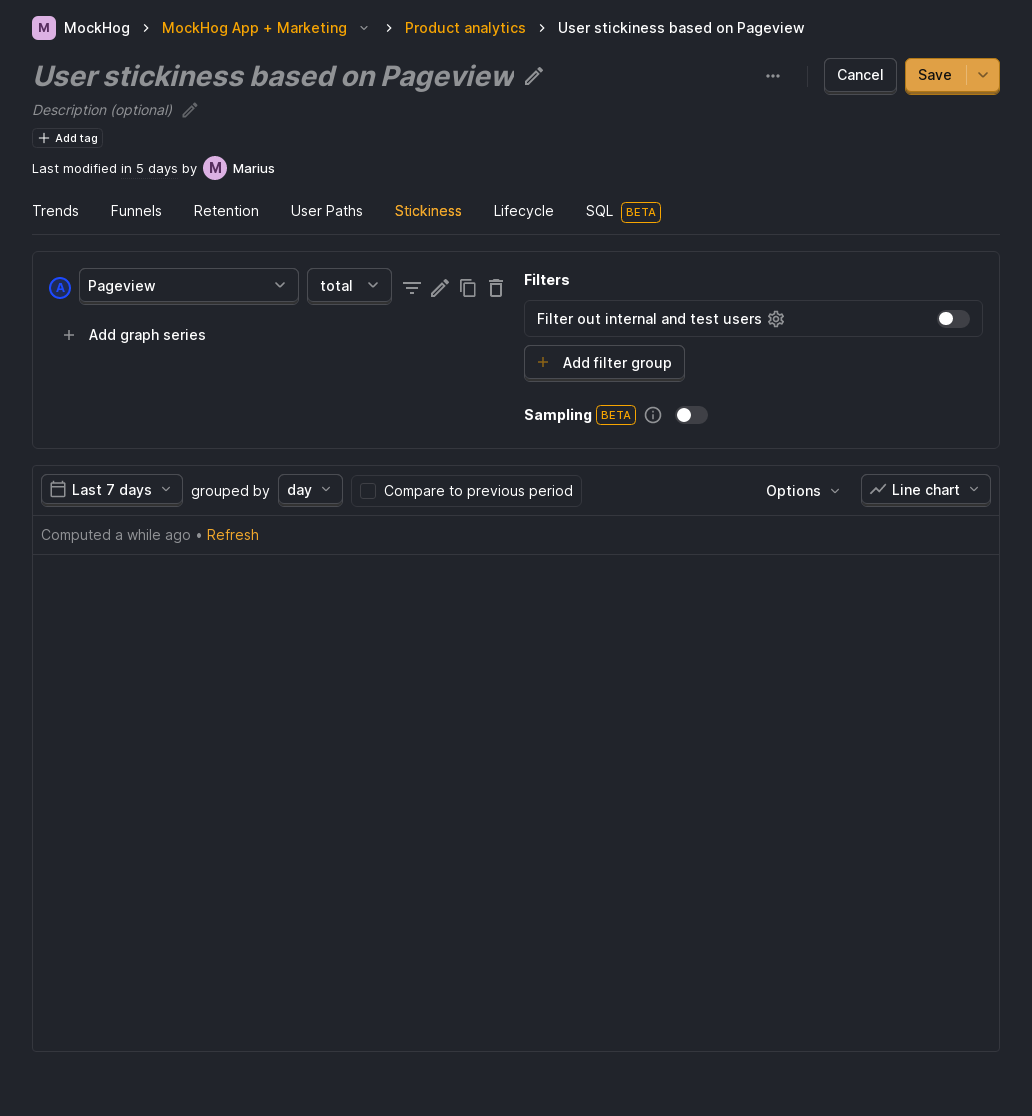 M MockHog MockHog App + Marketing Product analytics User stickiness based on Pageview
User stickiness based on Pageview Cancel Save
Description (optional)
Add tag
Last modified in 5 days by M Marius
Trends Funnels Retention User Paths Stickiness Lifecycle SQL BETA
A Pageview total
Add graph series
Filters
Filter out internal and test users
Add filter group
Sampling BETA
Last 7 days grouped by day Compare to previous period Options Line chart
Computed a while ago • Refresh